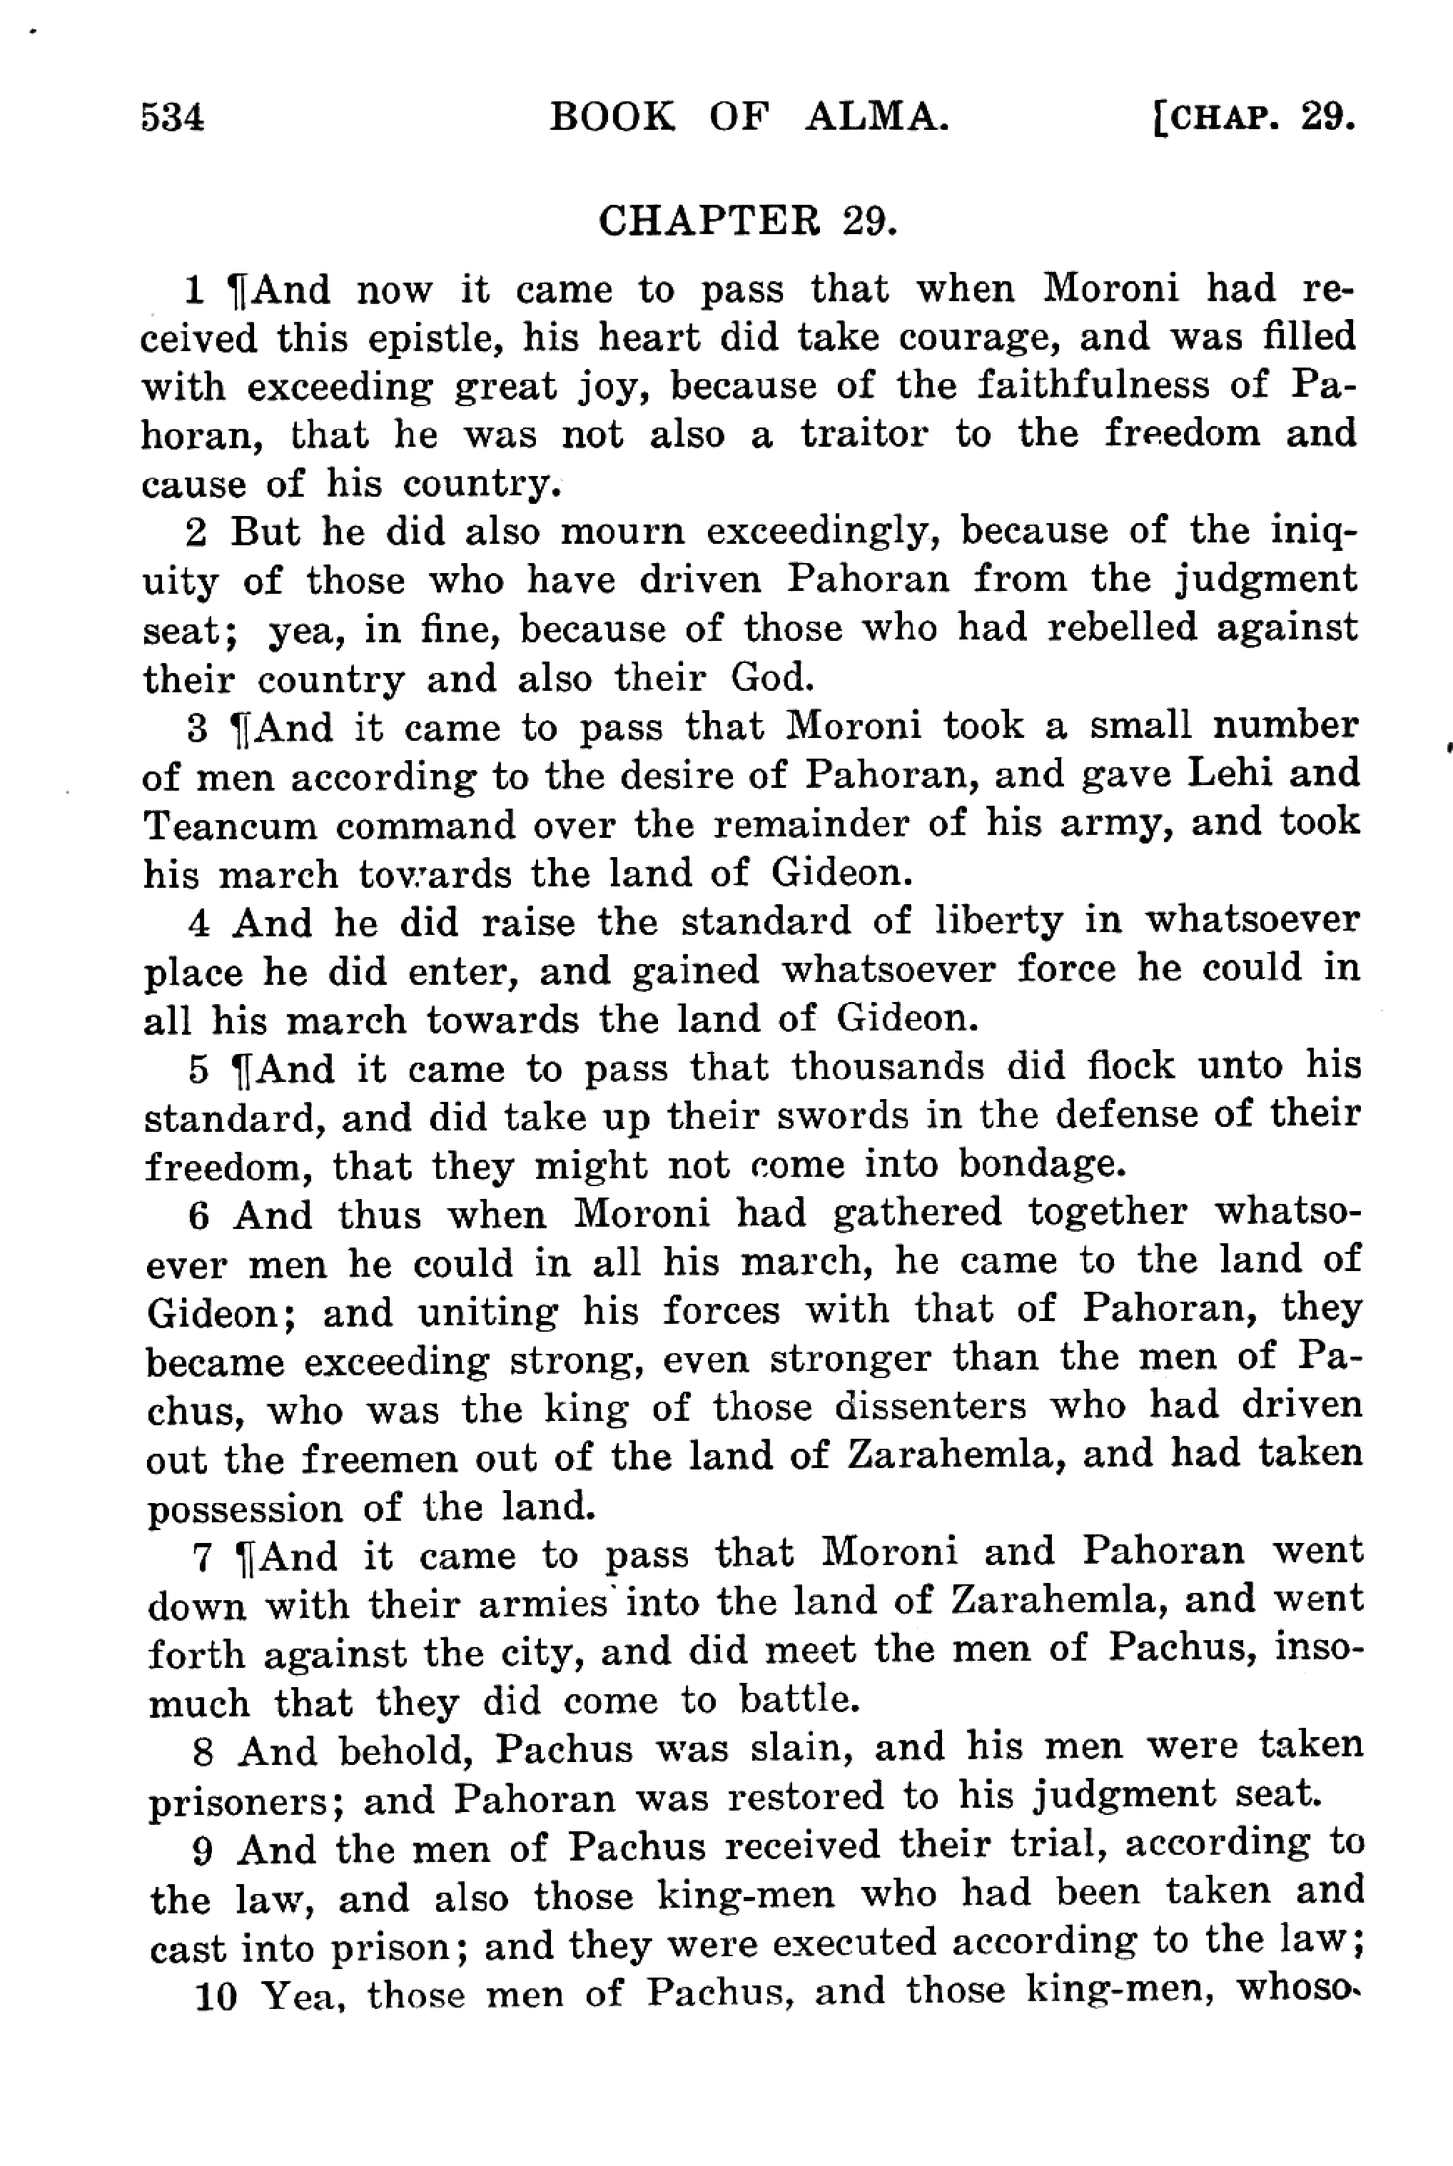 534 BOOK OF ALMA. [CHAP. 29.
CHAPTER 29.
1 ¶And now it came to pass that when Moroni had re-
ceived this epistle, his heart did take courage, and was filled
with exceeding great joy, because of the faithfulness of Pa-
horan, that he was not also a traitor to the freedom and
cause of his country.
2 But he did also mourn exceedingly, because of the iniq-
uity of those who have driven Pahoran from the judgment
seat; yea, in fine, because of those who had rebelled against
their country and also their God.
3 ¶And it came to pass that Moroni took a small number
of men according to the desire of Pahoran, and gave Lehi and
Teancum command over the remainder of his army, and took
his march towards the land of Gideon.
4 And he did raise the standard of liberty in whatsoever
place he did enter, and gained whatsoever force he could in
all his march towards the land of Gideon.
5 ¶And it came to pass that thousands did flock unto his
standard, and did take up their swords in the defense of their
freedom, that they might not come into bondage.
6 And thus when Moroni had gathered together whatso-
ever men he could in all his march, he came to the land of
Gideon; and uniting his forces with that of Pahoran, they
became exceeding strong, even stronger than the men of Pa-
chus, who was the king of those dissenters who had driven
out the freemen out of the land of Zarahemla, and had taken
possession of the land.
7 ¶And it came to pass that Moroni and Pahoran went
down with their armies into the land of Zarahemla, and went
forth against the city, and did meet the men of Pachus, inso-
much that they did come to battle.
8 And behold, Pachus was slain, and his men were taken
prisoners; and Pahoran was restored to his judgment seat.
9 And the men of Pachus received their trial, according to
the law, and also those king-men who had been taken and
cast into prison; and they were executed according to the law;
10 Yea, those men of Pachus, and those king-men, whoso-